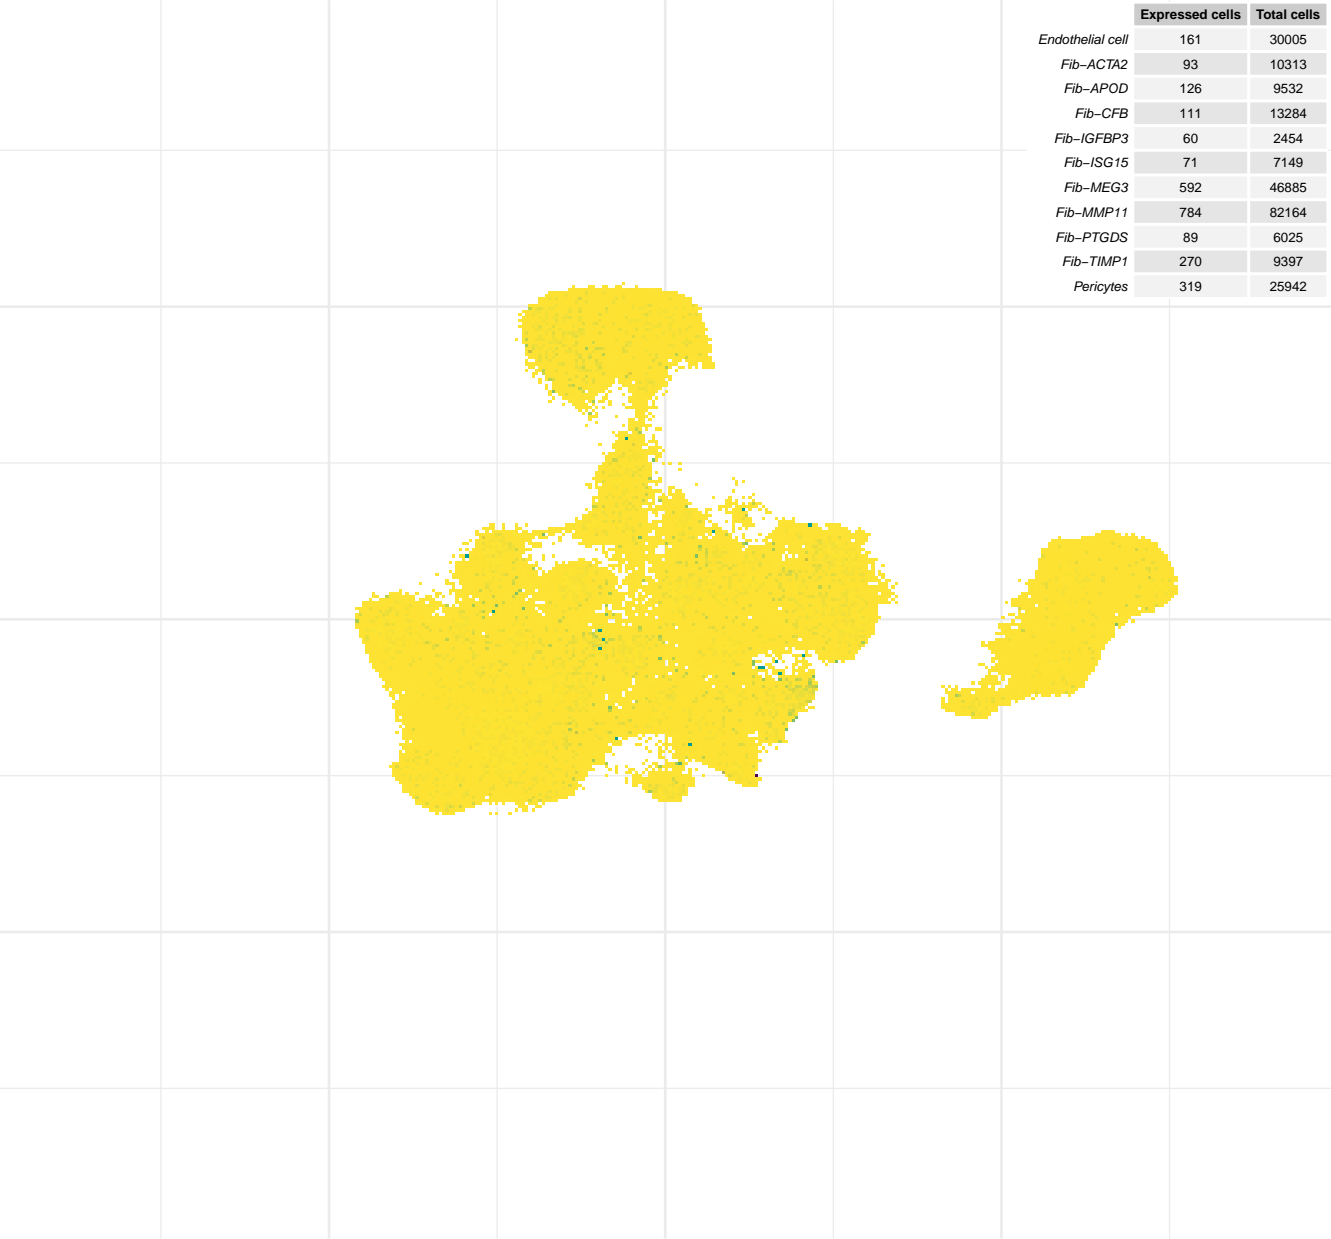 Expressed cells Total cells
Endothelial cell 161 30005
Fib−ACTA2 93 10313
Fib−APOD 126 9532
Fib−CFB 111 13284
Fib−IGFBP3 60 2454
Fib−ISG15 71 7149
Fib−MEG3 592 46885
Fib−MMP11 784 82164
Fib−PTGDS 89 6025
Fib−TIMP1 270 9397
Pericytes 319 25942